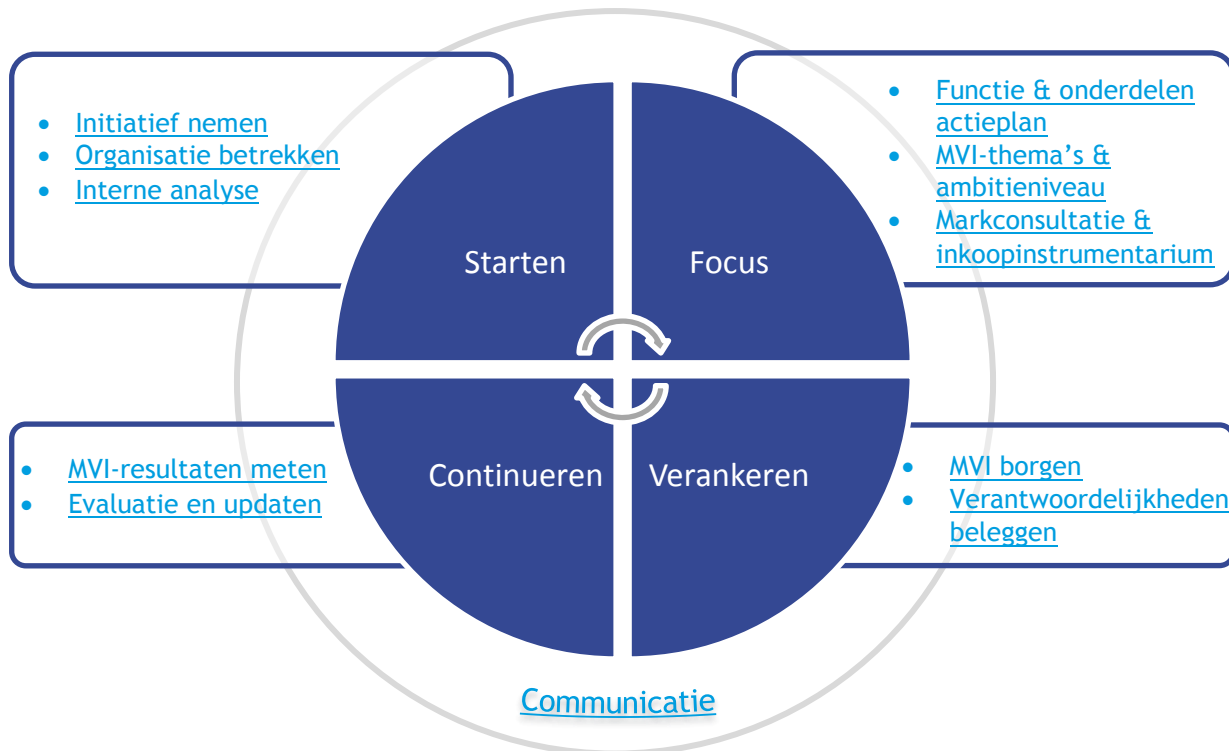 • Initiatief nemen
• Organisatie betrekken
• Interne analyse
• Functie & onderdelen
actieplan
• MVI-thema's &
ambitieniveau
• Markconsultatie &
inkoopinstrumentarium
Starten
Focus
Continueren
Verankeren
• MVI-resultaten meten
• Evaluatie en updaten
• MVI borgen
• Verantwoordelijkheden
beleggen
Communicatie